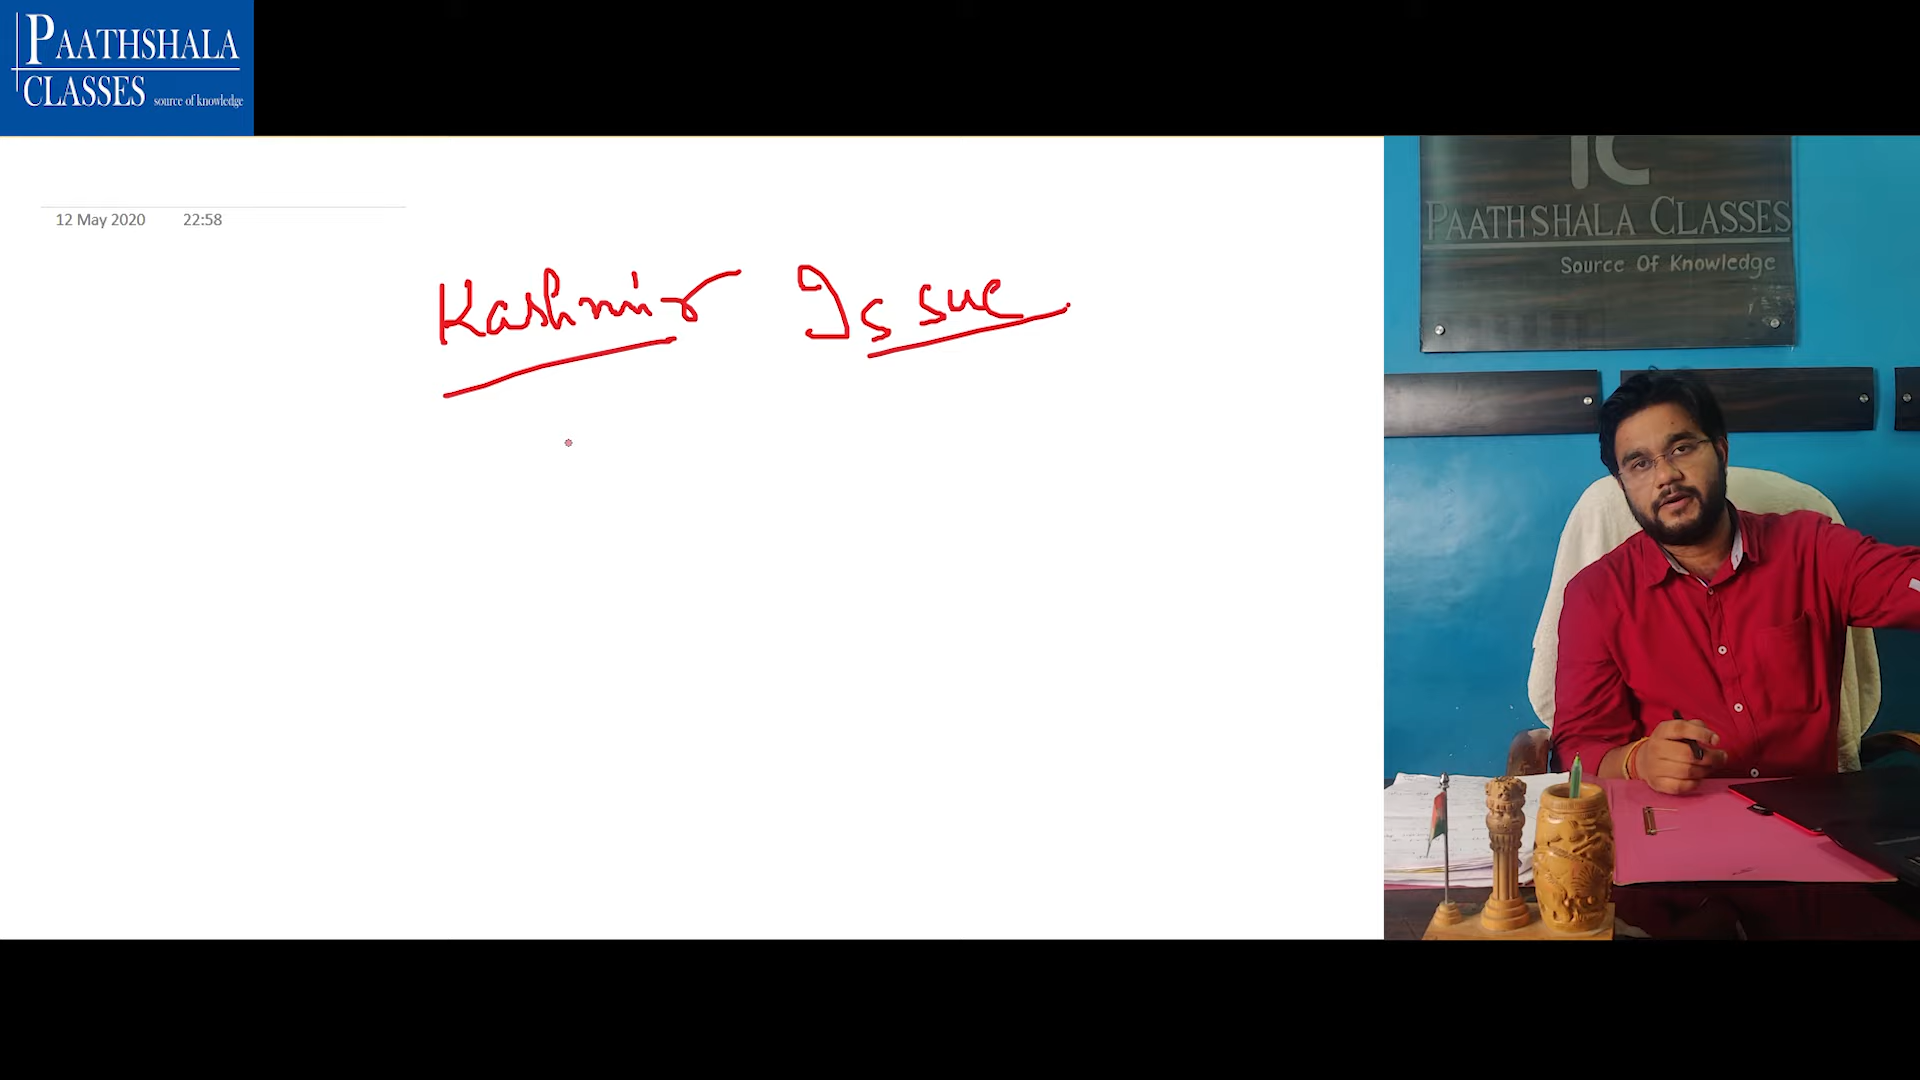 PAATHSHALA
CLASSES source of knowledge
12 May 2020 22:58
Kashmir Issue
PAATHSHALA CLASSES
Source Of Knowledge